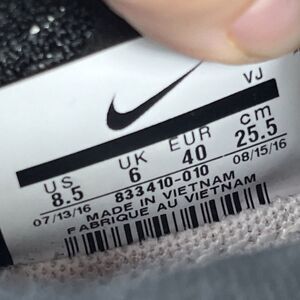 VJ
US UK EUR cm
8.5 6 40 25.5
07/13/16 833410-010 08/15/16
MADE IN VIETNAM
FABRIQUE AU VIETNAM